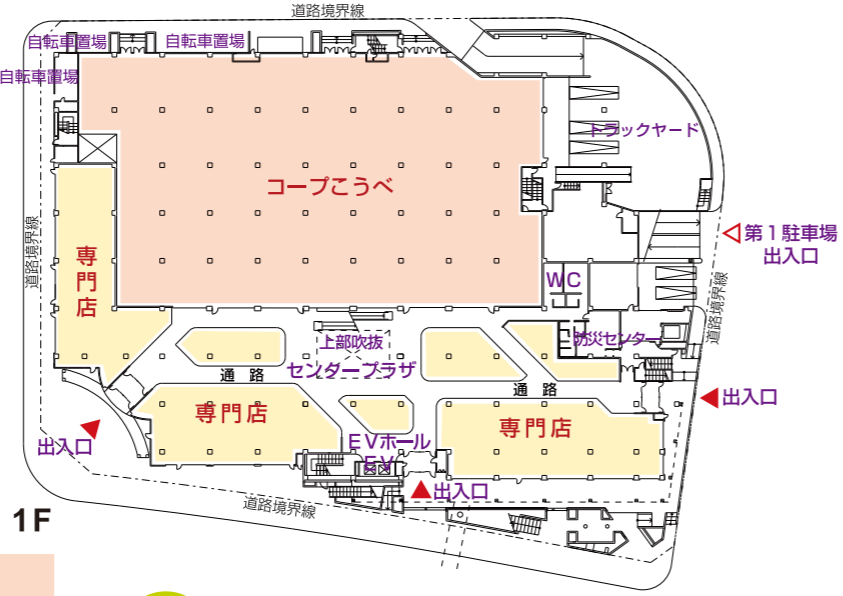 道路境界線
自転車置場
自転車置場
自転車置場
トラックヤード
コープこうべ
道路境界線
第1駐車場
出入口
専門店
WC
道路境界線
上部吹抜
防災センター
センタープラザ
通路
通路
出入口
専門店
専門店
EVホール
EV
出入口
出入口
道路境界線
1F